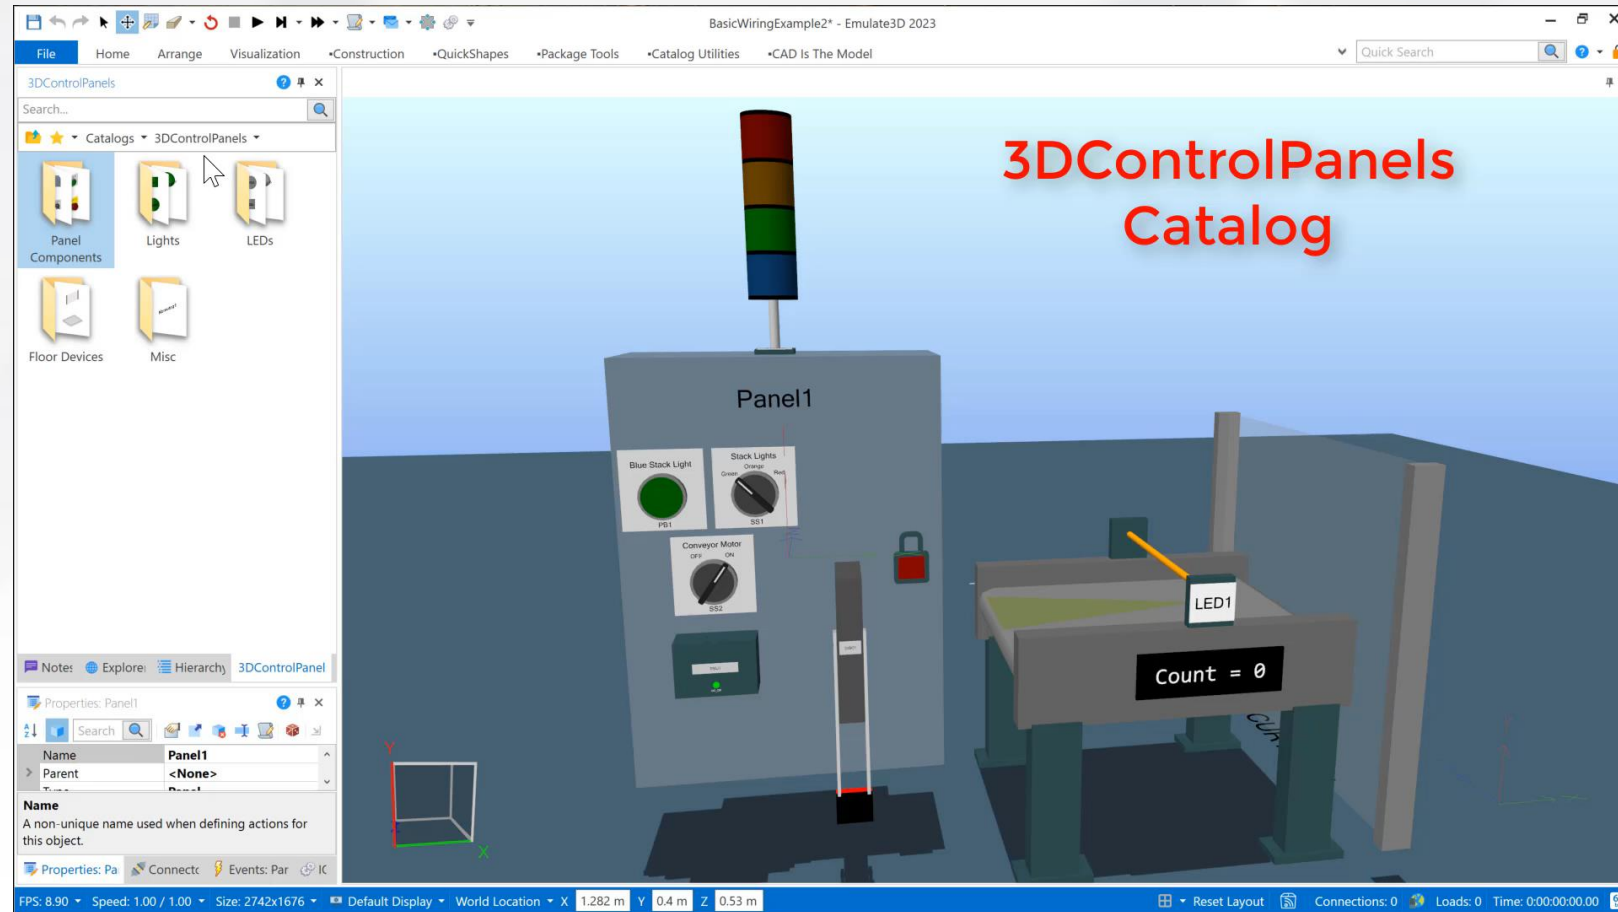 BasicWiringExample2* - Emulate3D 2023
File Home Arrange Visualization •Construction •QuickShapes •Package Tools •Catalog Utilities •CAD Is The Model Quick Search
3DControlPanels
Search...
Catalogs 3DControlPanels
Panel Components
Lights
LEDs
Floor Devices
Misc
3DControlPanels
Catalog
Panel1
Blue Stack Light
PB1
Stack Lights
Orange
Green
Red
SS1
Conveyor Motor
OFF ON
SS2
LED1
Count = 0
Notes Explore Hierarchy 3DControlPanel
Properties: Panel1
Search
Name Panel1
Parent <None>
Name
A non-unique name used when defining actions for
this object.
Properties: Pa Connecto Events: Par IC
Y
X
FPS: 8.90 Speed: 1.00 / 1.00 Size: 2742x1676 Default Display World Location X 1.282 m Y 0.4 m Z 0.53 m Reset Layout Connections: 0 Loads: 0 Time: 0:00:00:00.00